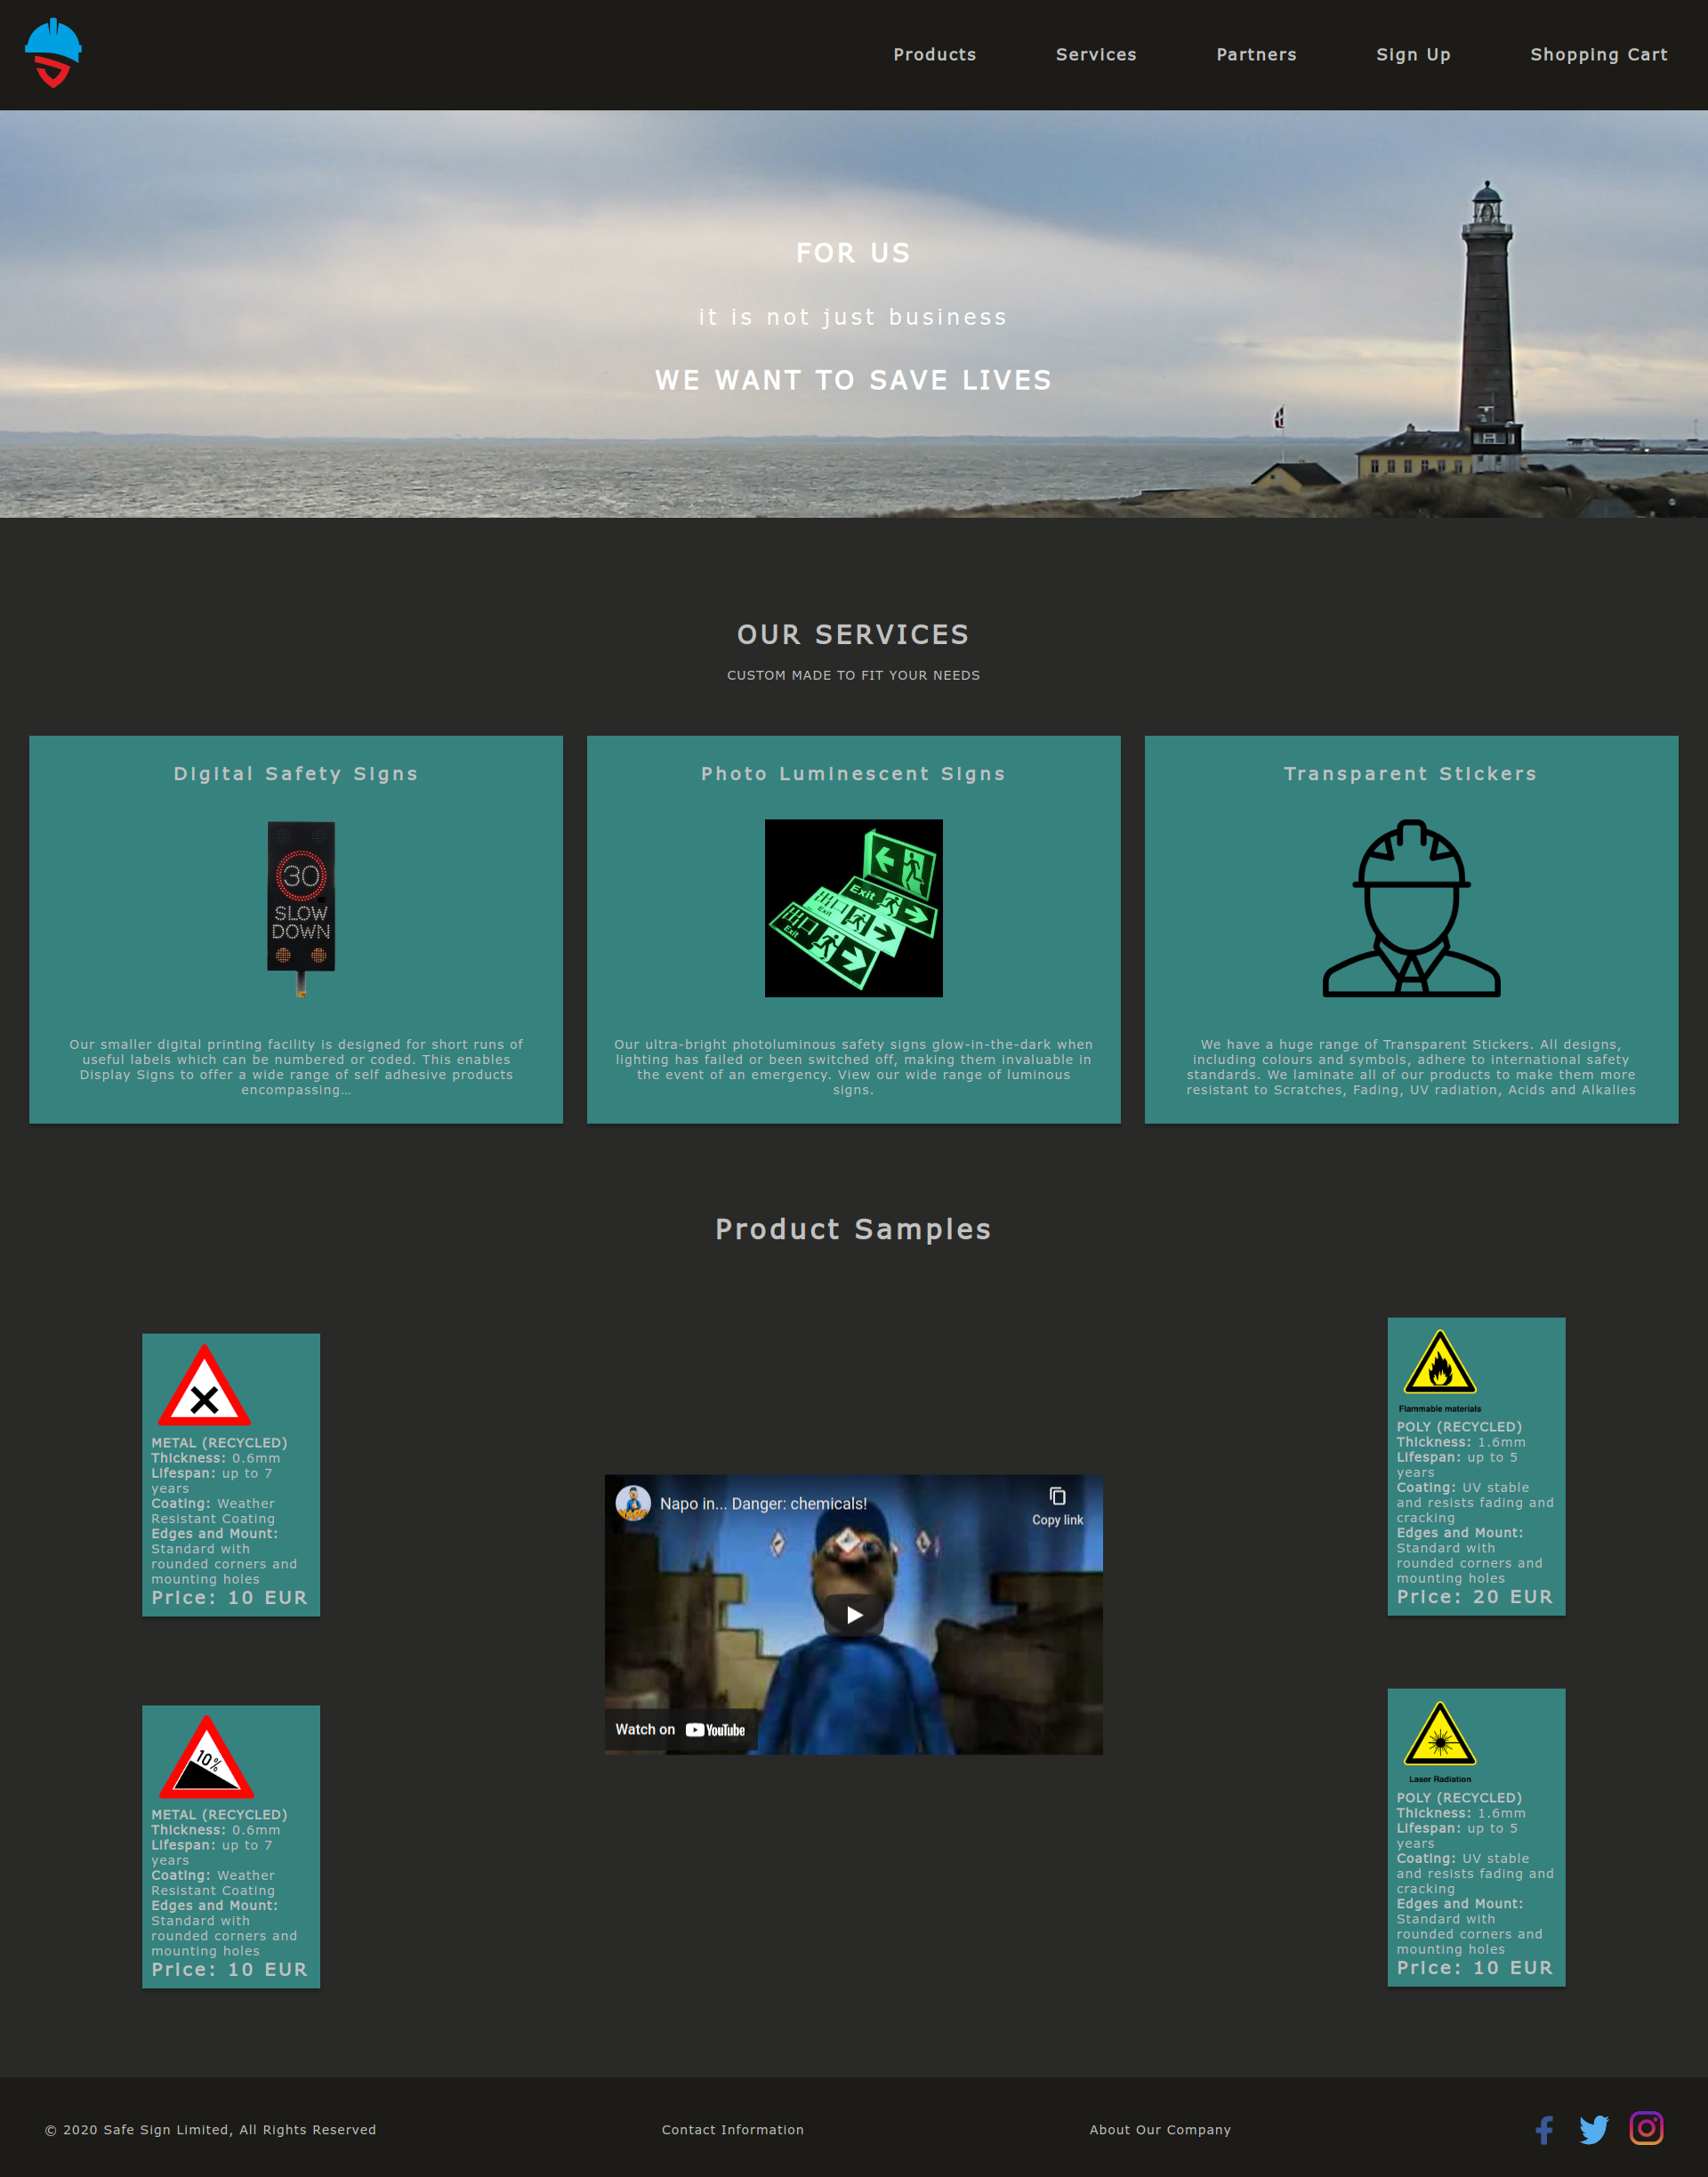 Products Services Partners Sign Up Shopping Cart
FOR US
it is not just business
WE WANT TO SAVE LIVES
OUR SERVICES
CUSTOM MADE TO FIT YOUR NEEDS
Digital Safety Signs
30
SLOW
DOWN
Our smaller digital printing facility is designed for short runs of
useful labels which can be numbered or coded. This enables
Display Signs to offer a wide range of self adhesive products
encompassing…
Photo Luminescent Signs
Exit
Exit
Exit
Our ultra-bright photoluminous safety signs glow-in-the-dark when
lighting has failed or been switched off, making them invaluable in
the event of an emergency. View our wide range of luminous
signs.
Transparent Stickers
We have a huge range of Transparent Stickers. All designs,
including colours and symbols, adhere to international safety
standards. We laminate all of our products to make them more
resistant to Scratches, Fading, UV radiation, Acids and Alkalies
Product Samples
METAL (RECYCLED)
Thickness: 0.6mm
Lifespan: up to 7
years
Coating: Weather
Resistant Coating
Edges and Mount:
Standard with
rounded corners and
mounting holes
Price: 10 EUR
10%
METAL (RECYCLED)
Thickness: 0.6mm
Lifespan: up to 7
years
Coating: Weather
Resistant Coating
Edges and Mount:
Standard with
rounded corners and
mounting holes
Price: 10 EUR
Napo in... Danger: chemicals!
Copy link
Watch on YouTube
Flammable materials
POLY (RECYCLED)
Thickness: 1.6mm
Lifespan: up to 5
years
Coating: UV stable
and resists fading and
cracking
Edges and Mount:
Standard with
rounded corners and
mounting holes
Price: 20 EUR
Laser Radiation
POLY (RECYCLED)
Thickness: 1.6mm
Lifespan: up to 5
years
Coating: UV stable
and resists fading and
cracking
Edges and Mount:
Standard with
rounded corners and
mounting holes
Price: 10 EUR
© 2020 Safe Sign Limited, All Rights Reserved
Contact Information
About Our Company